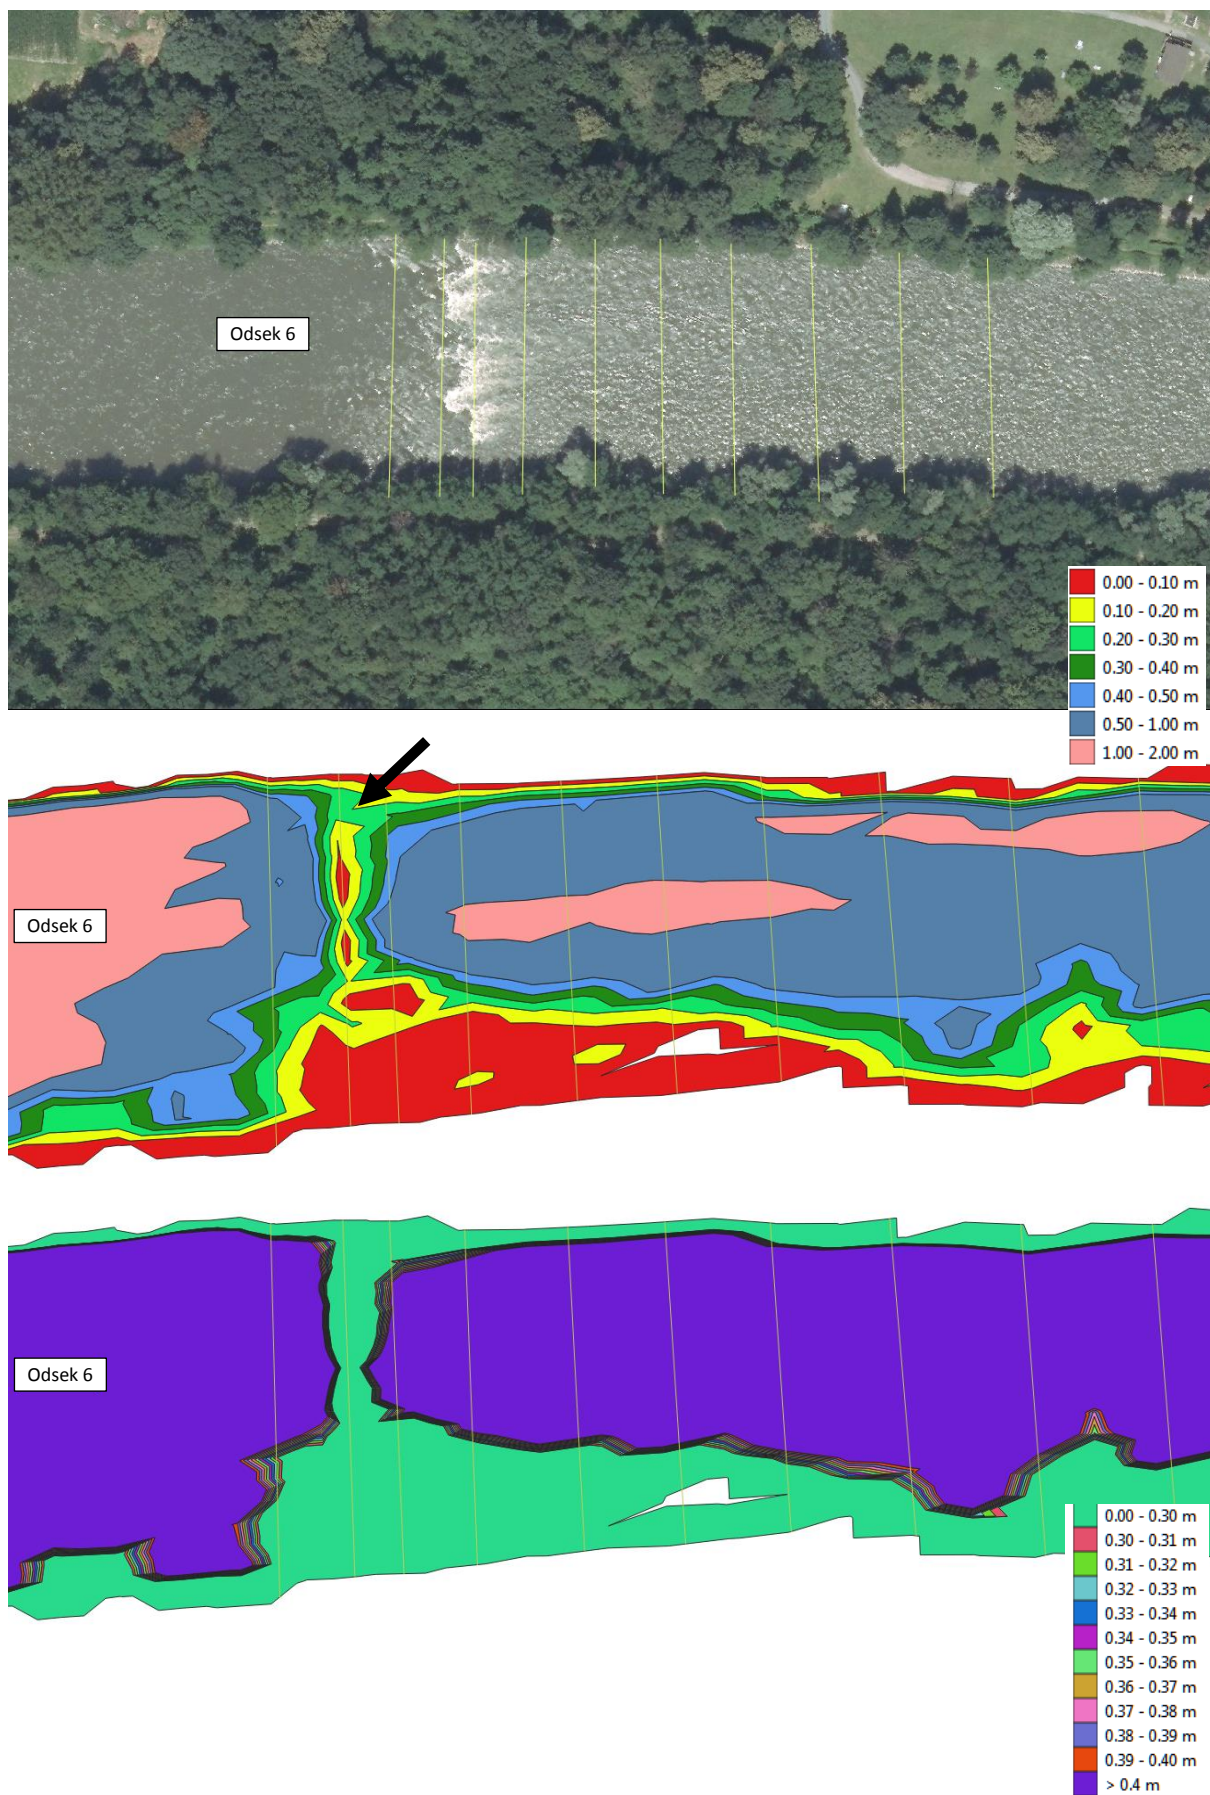 Odsek 6
0.00 - 0.10 m
0.10 - 0.20 m
0.20 - 0.30 m
0.30 - 0.40 m
0.40 - 0.50 m
0.50 - 1.00 m
1.00 - 2.00 m
Odsek 6
Odsek 6
0.00 - 0.30 m
0.30 - 0.31 m
0.31 - 0.32 m
0.32 - 0.33 m
0.33 - 0.34 m
0.34 - 0.35 m
0.35 - 0.36 m
0.36 - 0.37 m
0.37 - 0.38 m
0.38 - 0.39 m
0.39 - 0.40 m
> 0.4 m